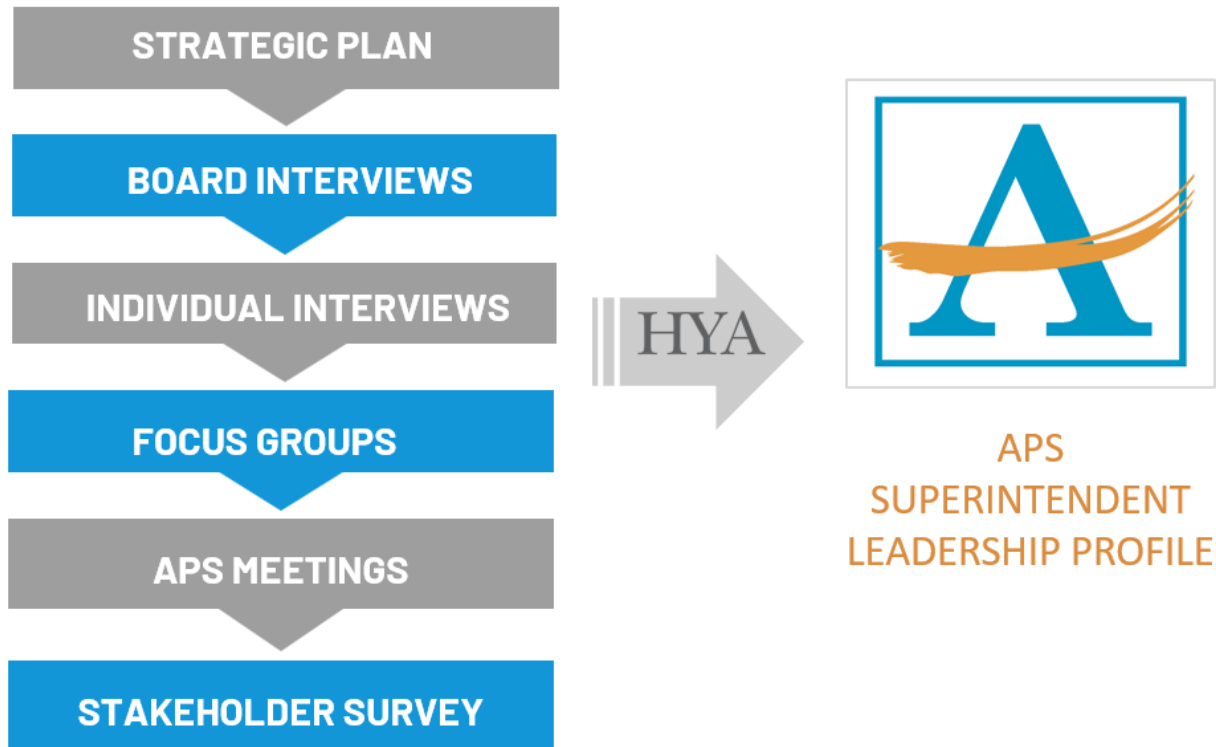 STRATEGIC PLAN
BOARD INTERVIEWS
INDIVIDUAL INTERVIEWS
FOCUS GROUPS
APS MEETINGS
STAKEHOLDER SURVEY
HYA
A
APS
SUPERINTENDENT
LEADERSHIP PROFILE